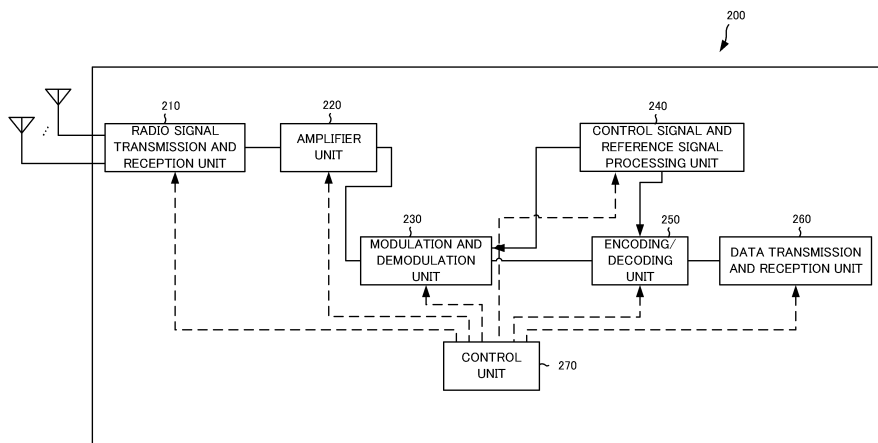 200
210
RADIO SIGNAL
TRANSMISSION AND
RECEPTION UNIT
220
AMPLIFIER
UNIT
240
CONTROL SIGNAL AND
REFERENCE SIGNAL
PROCESSING UNIT
230
MODULATION AND
DEMODULATION
UNIT
250
ENCODING/
DECODING
UNIT
260
DATA TRANSMISSION
AND RECEPTION UNIT
CONTROL
UNIT
270